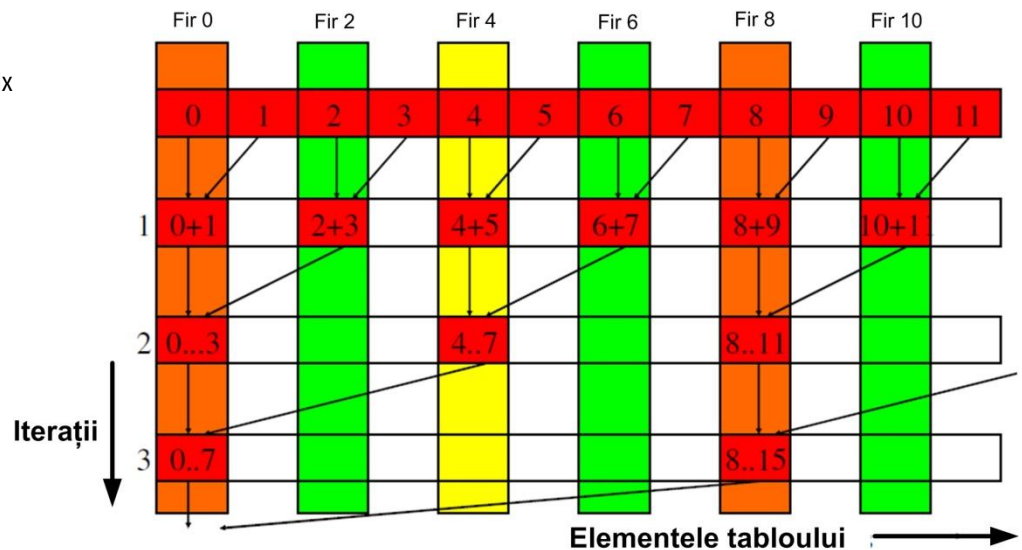 Fir 0 Fir 2 Fir 4 Fir 6 Fir 8 Fir 10
x
0 1 2 3 4 5 6 7 8 9 10 11
1 0+1 2+3 4+5 6+7 8+9 10+1
2 0...3 4..7 8..11
Iterații
3 0..7 8..15
Elementele tabloului